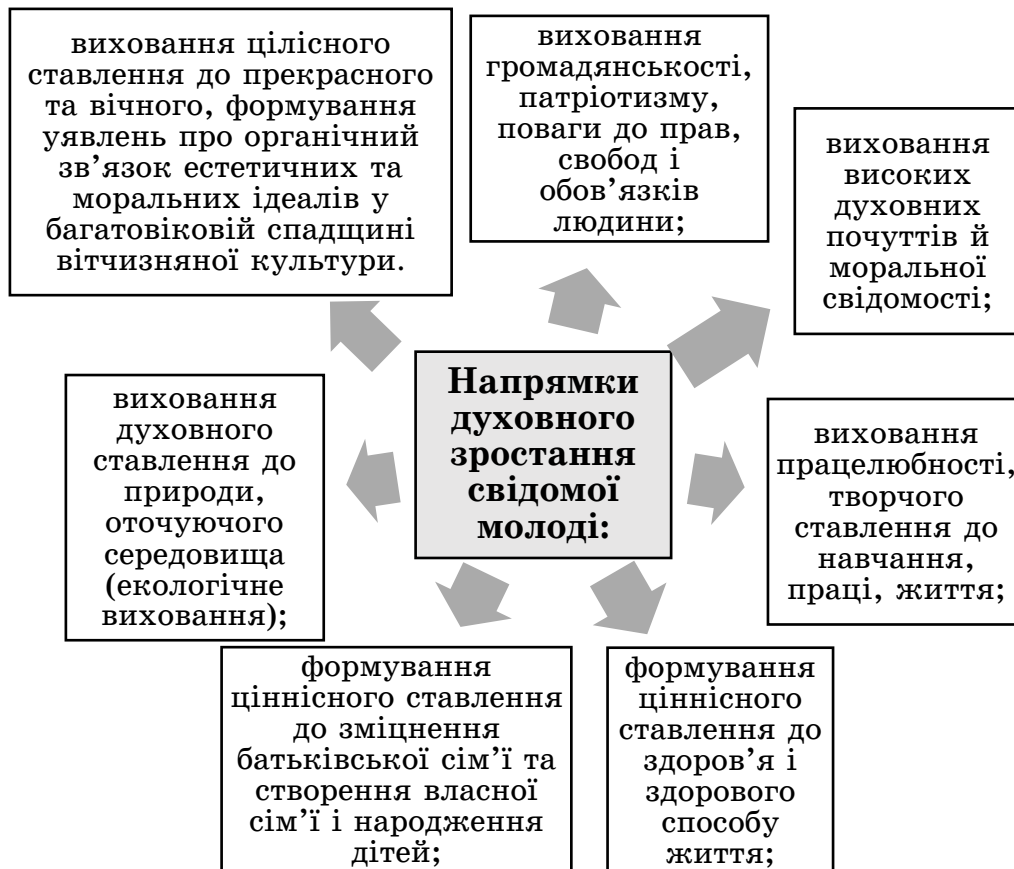 виховання цілісного
ставлення до прекрасного
та вічного, формування
уявлень про органічний
зв’язок естетичних та
моральних ідеалів у
багатовіковій спадщині
вітчизняної культури.
виховання
громадянськості,
патріотизму,
поваги до прав,
свобод і
обов’язків
людини;
виховання
високих
духовних
почуттів й
моральної
свідомості;
Напрямки
духовного
зростання
свідомої
молоді:
виховання
духовного
ставлення до
природи,
оточуючого
середовища
(екологічне
виховання);
виховання
працелюбності,
творчого
ставлення до
навчання,
праці, життя;
формування
ціннісного ставлення
до зміцнення
батьківської сім’ї та
створення власної
сім’ї і народження
дітей;
формування
ціннісного
ставлення до
здоров’я і
здорового
способу
життя;